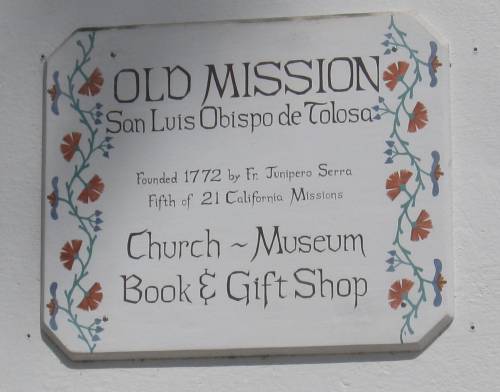 OLD MISSION
San Luis Obispo de Tolosa
Founded 1772 by Fr. Junipero Serra
Fifth of 21 California Missions
Church ~ Museum
Book & Gift Shop